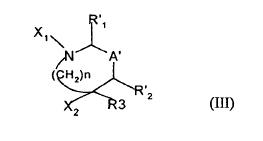 R'₁
X₁
N
A'
(CH₂)n
R'₂
X₂
R3
(III)